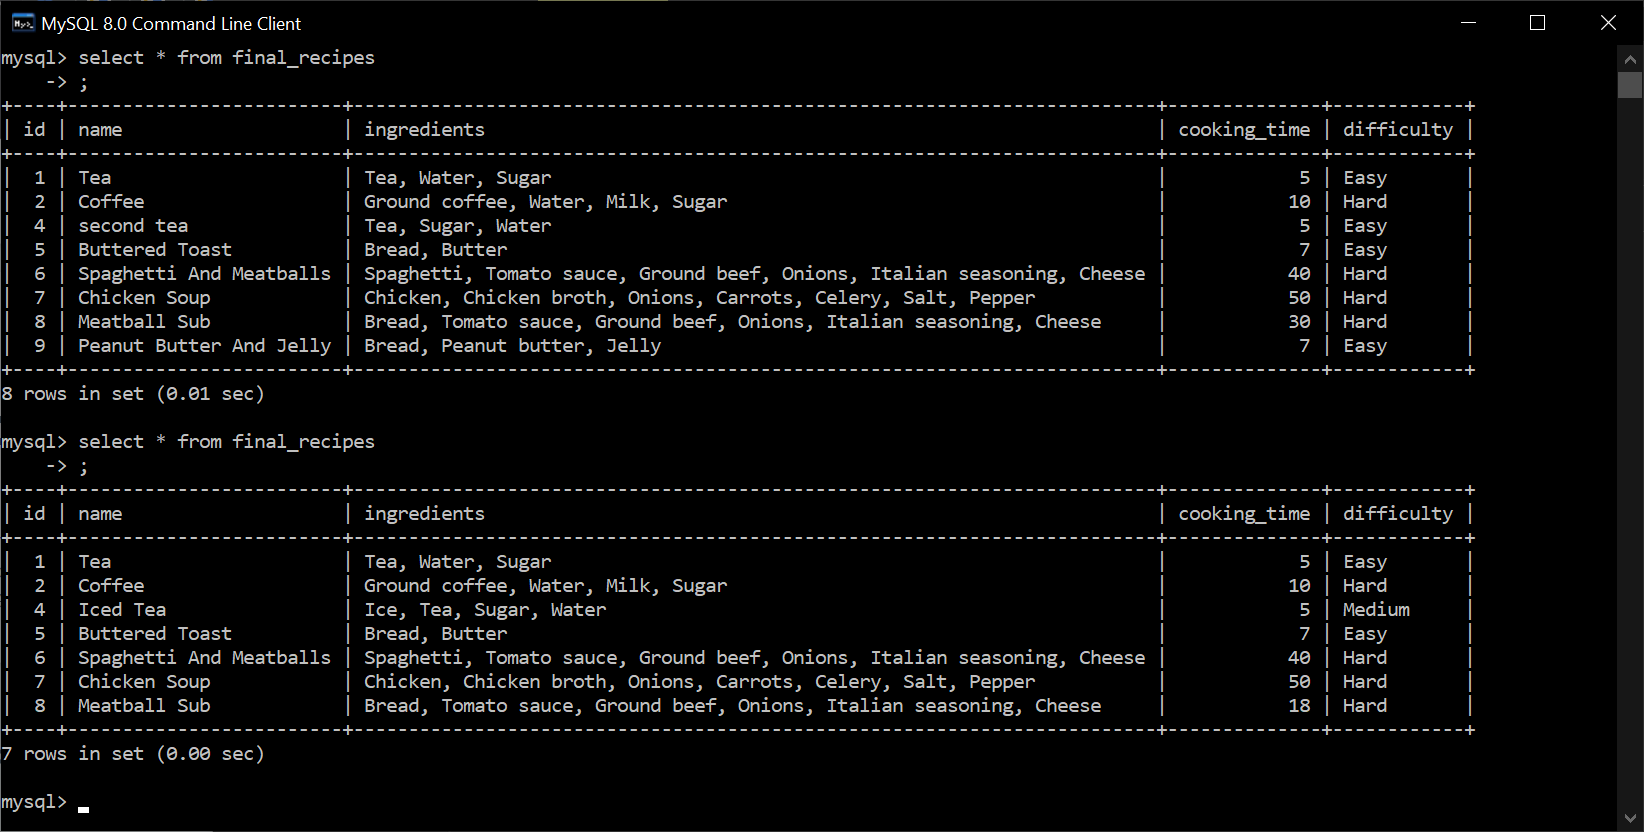 MySQL 8.0 Command Line Client
mysql> select * from final_recipes
    -> ;
+----+-------------------------+--------------------------------------------------------------------------+--------------+------------+
| id | name                    | ingredients                                                              | cooking_time | difficulty |
+----+-------------------------+--------------------------------------------------------------------------+--------------+------------+
|  1 | Tea                     | Tea, Water, Sugar                                                        |            5 | Easy       |
|  2 | Coffee                  | Ground coffee, Water, Milk, Sugar                                        |           10 | Hard       |
|  4 | second tea              | Tea, Sugar, Water                                                        |            5 | Easy       |
|  5 | Buttered Toast          | Bread, Butter                                                            |            7 | Easy       |
|  6 | Spaghetti And Meatballs | Spaghetti, Tomato sauce, Ground beef, Onions, Italian seasoning, Cheese |           40 | Hard       |
|  7 | Chicken Soup            | Chicken, Chicken broth, Onions, Carrots, Celery, Salt, Pepper            |           50 | Hard       |
|  8 | Meatball Sub            | Bread, Tomato sauce, Ground beef, Onions, Italian seasoning, Cheese      |           30 | Hard       |
|  9 | Peanut Butter And Jelly | Bread, Peanut butter, Jelly                                              |            7 | Easy       |
+----+-------------------------+--------------------------------------------------------------------------+--------------+------------+
8 rows in set (0.01 sec)
mysql> select * from final_recipes
    -> ;
+----+-------------------------+--------------------------------------------------------------------------+--------------+------------+
| id | name                    | ingredients                                                              | cooking_time | difficulty |
+----+-------------------------+--------------------------------------------------------------------------+--------------+------------+
|  1 | Tea                     | Tea, Water, Sugar                                                        |            5 | Easy       |
|  2 | Coffee                  | Ground coffee, Water, Milk, Sugar                                        |           10 | Hard       |
|  4 | Iced Tea                | Ice, Tea, Sugar, Water                                                   |            5 | Medium     |
|  5 | Buttered Toast          | Bread, Butter                                                            |            7 | Easy       |
|  6 | Spaghetti And Meatballs | Spaghetti, Tomato sauce, Ground beef, Onions, Italian seasoning, Cheese |           40 | Hard       |
|  7 | Chicken Soup            | Chicken, Chicken broth, Onions, Carrots, Celery, Salt, Pepper            |           50 | Hard       |
|  8 | Meatball Sub            | Bread, Tomato sauce, Ground beef, Onions, Italian seasoning, Cheese      |           18 | Hard       |
+----+-------------------------+--------------------------------------------------------------------------+--------------+------------+
7 rows in set (0.00 sec)
mysql>